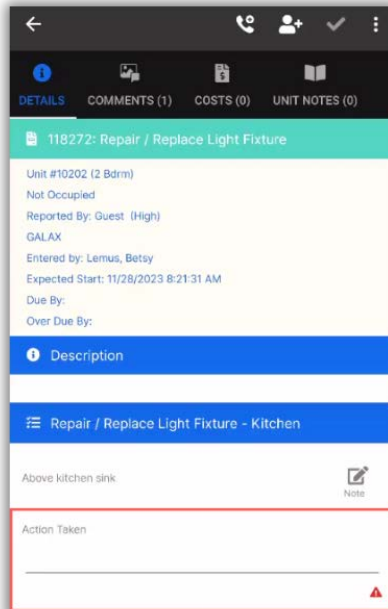 DETAILS
COMMENTS (1)
COSTS (0)
UNIT NOTES (0)
118272: Repair / Replace Light Fixture
Unit #10202 (2 Bdrm)
Not Occupied
Reported By: Guest  (High)
GALAX
Entered by: Lemus, Betsy
Expected Start: 11/28/2023 8:21:31 AM
Due By:
Over Due By:
Description
Repair / Replace Light Fixture - Kitchen
Above kitchen sink
Note
Action Taken